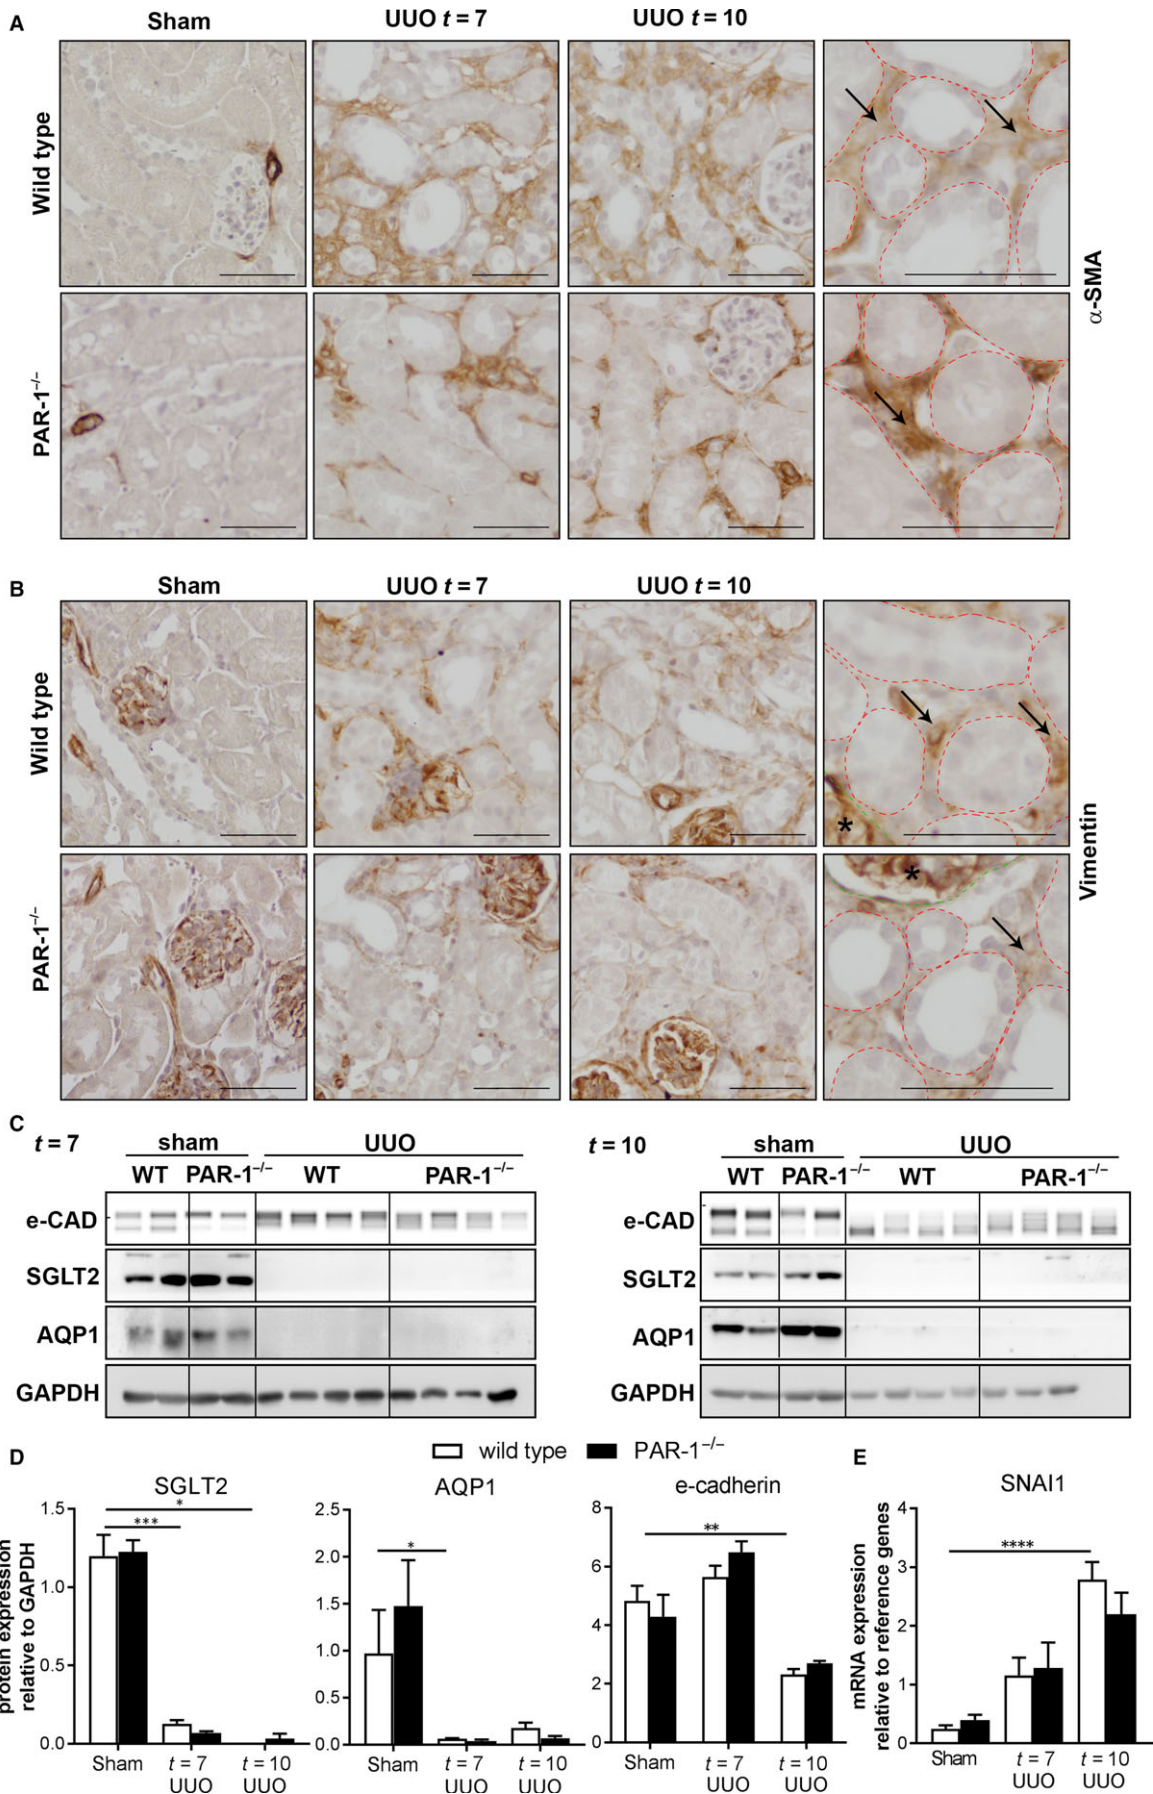 A
Sham
UUO t = 7
UUO t = 10
Wild type
PAR-1–/–
α-SMA
B
Sham
UUO t = 7
UUO t = 10
Wild type
PAR-1–/–
*
*
Vimentin
C
t = 7
sham
UUO
WT PAR-1–/– WT PAR-1–/–
e-CAD
SGLT2
AQP1
GAPDH
t = 10
sham
UUO
WT PAR-1–/– WT PAR-1–/–
e-CAD
SGLT2
AQP1
GAPDH
wild type PAR-1–/–
D
SGLT2
protein expression
relative to GAPDH
1.5
1.0
0.5
0.0
*
***
Sham t = 7 t = 10
UUO UUO
AQP1
2.5
2.0
1.5
1.0
0.5
0.0
*
Sham t = 7 t = 10
UUO UUO
e-cadherin
8
6
4
2
0
**
Sham t = 7 t = 10
UUO UUO
E
SNAI1
mRNA expression
relative to reference genes
4
3
2
1
0
****
Sham t = 7 t = 10
UUO UUO